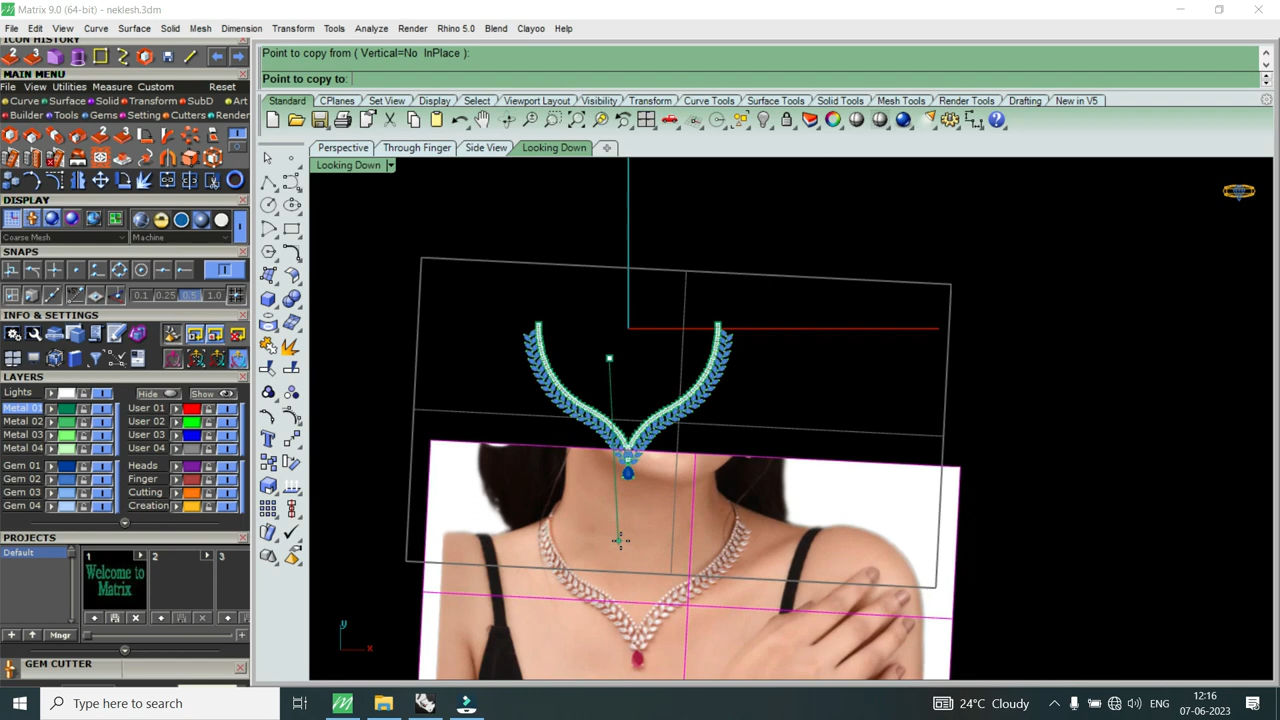 Matrix 9.0 (64-bit) - neklesh.3dm
File Edit View Curve Surface Solid Mesh Dimension Transform Tools Analyze Render Rhino 5.0 Blend Clayoo Help
ICON HISTORY
Point to copy from ( Vertical=No InPlace ):
Point to copy to:
MAIN MENU
File View Utilities Measure Custom Reset
Curve Surface Solid Transform SubD Art
Builder Tools Gems Setting Cutters Render
Standard CPlanes Set View Display Select Viewport Layout Visibility Transform Curve Tools Surface Tools Solid Tools Mesh Tools Render Tools Drafting New in V5
Perspective Through Finger Side View Looking Down
Looking Down
DISPLAY
Coarse Mesh Machine
SNAPS
0.1 0.25 0.5 1.0
INFO & SETTINGS
LAYERS
Lights Hide Show
Metal 01 User 01
Metal 02 User 02
Metal 03 User 03
Metal 04 User 04
Gem 01 Heads
Gem 02 Finger
Gem 03 Cutting
Gem 04 Creation
PROJECTS
Default 1 2 3
Welcome to
Matrix
Mngr
GEM CUTTER
y
x
Type here to search
24°C Cloudy
ENG
12:16
07-06-2023